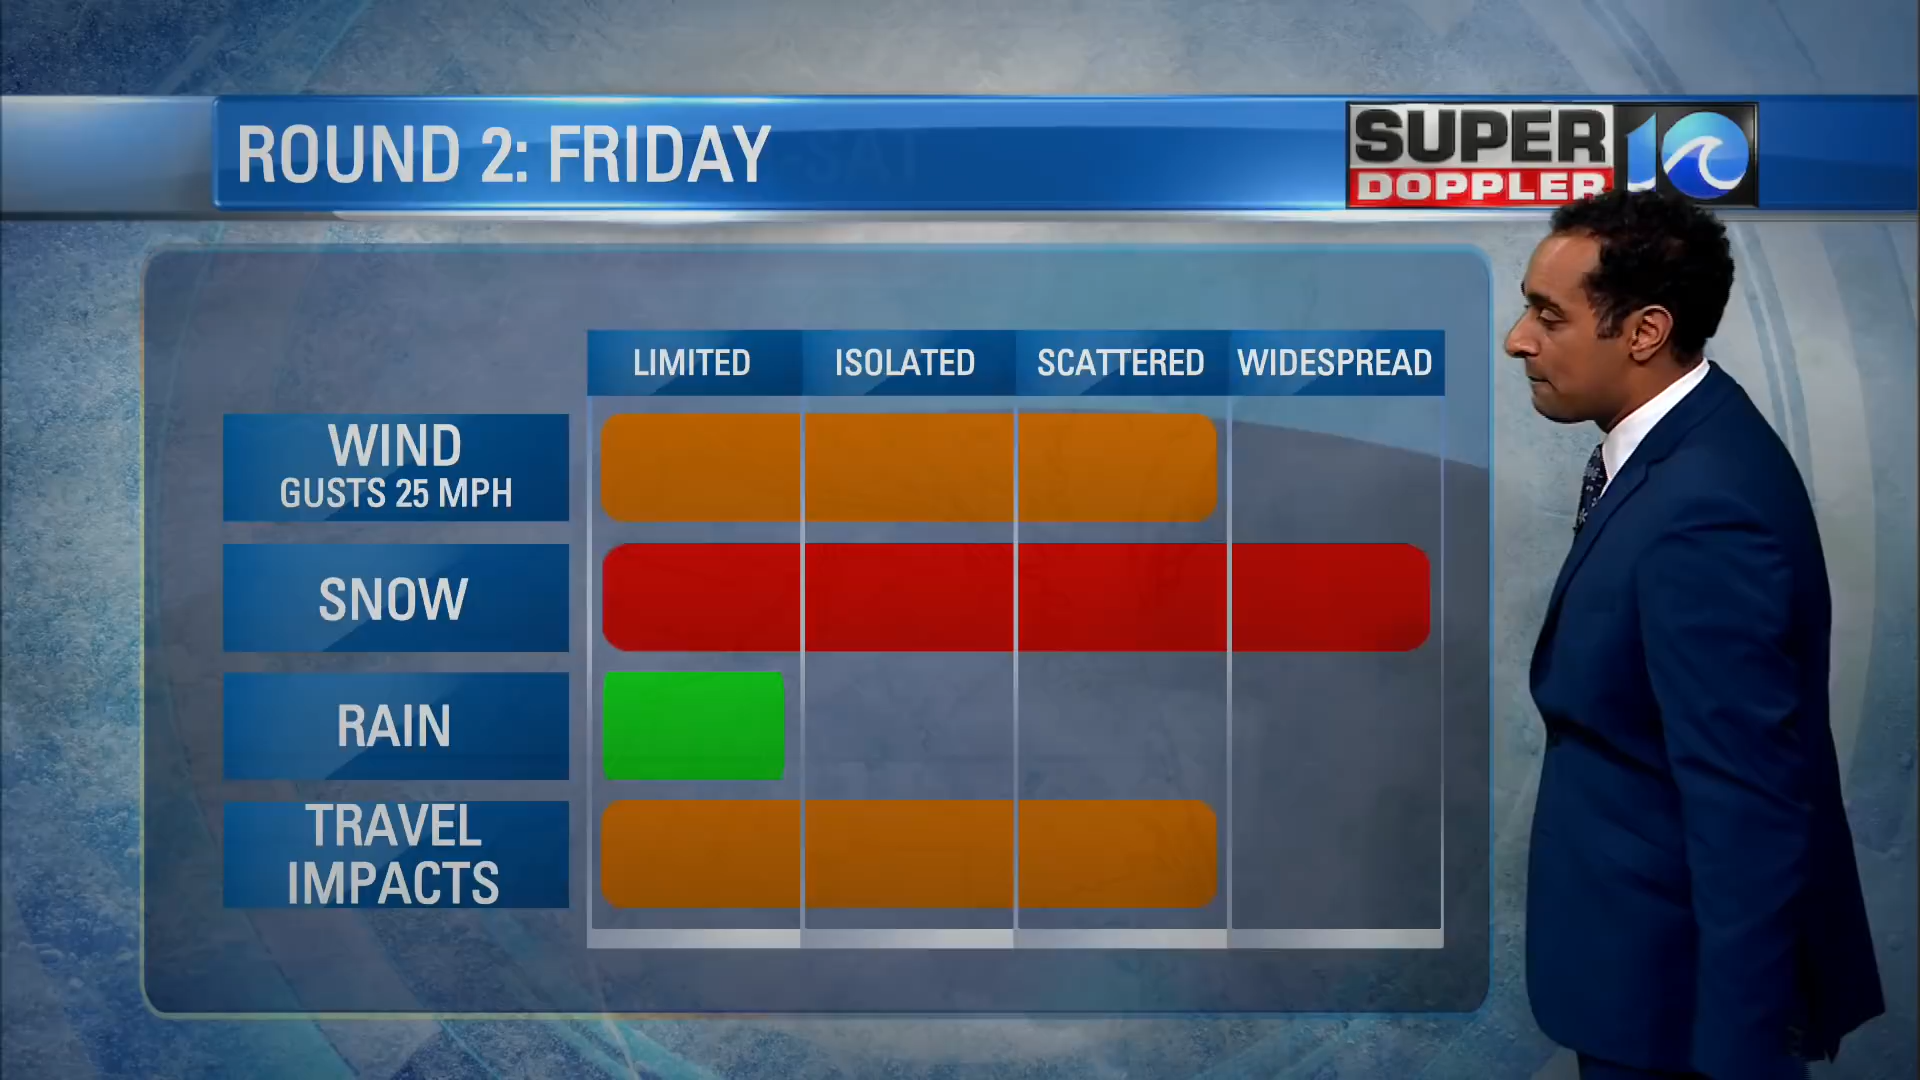 ROUND 2: FRIDAY
SUPER 10
DOPPLER
LIMITED ISOLATED SCATTERED WIDESPREAD
WIND
GUSTS 25 MPH
SNOW
RAIN
TRAVEL
IMPACTS